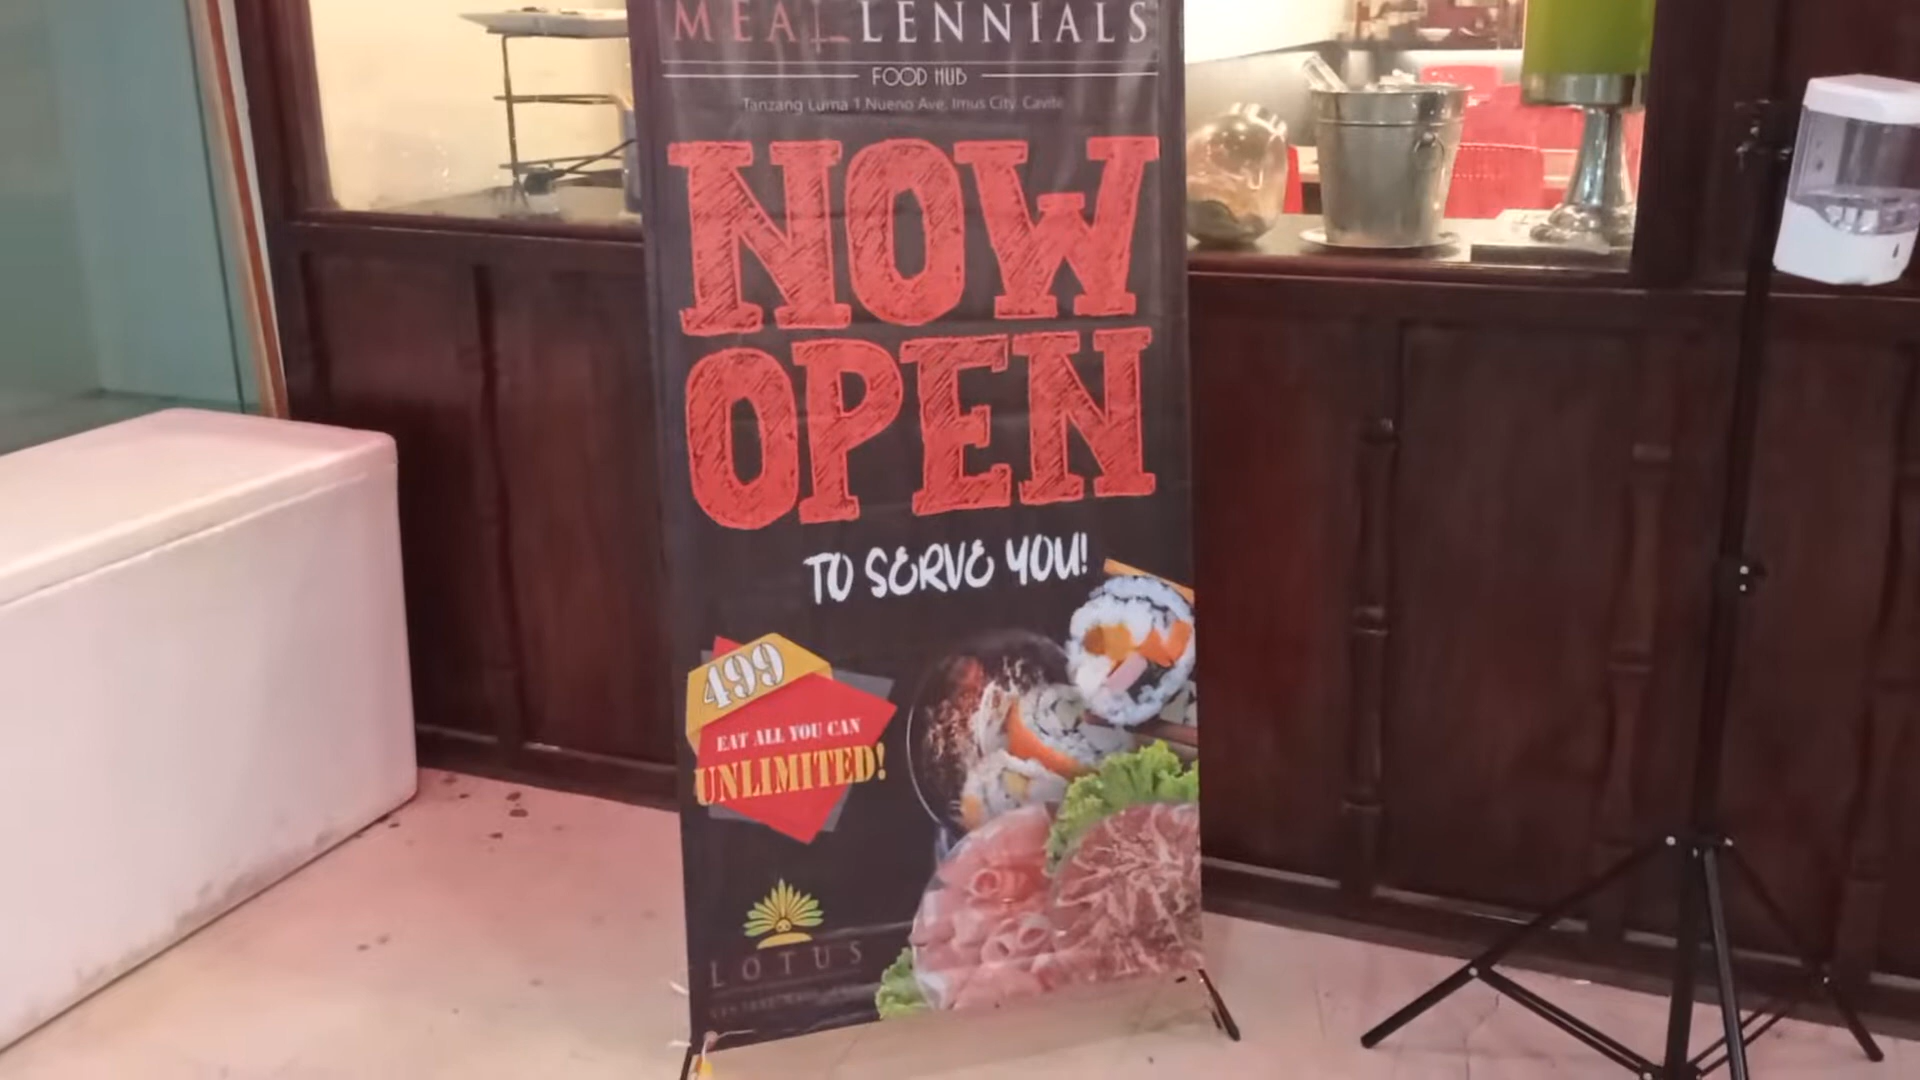 MEALLENNIALS
FOOD HUB
Tanzang Luma 1 Nueno Ave. Imus City. Cavite
NOW
OPEN
TO SERVE YOU!
499
EAT ALL YOU CAN
UNLIMITED!
LOTUS